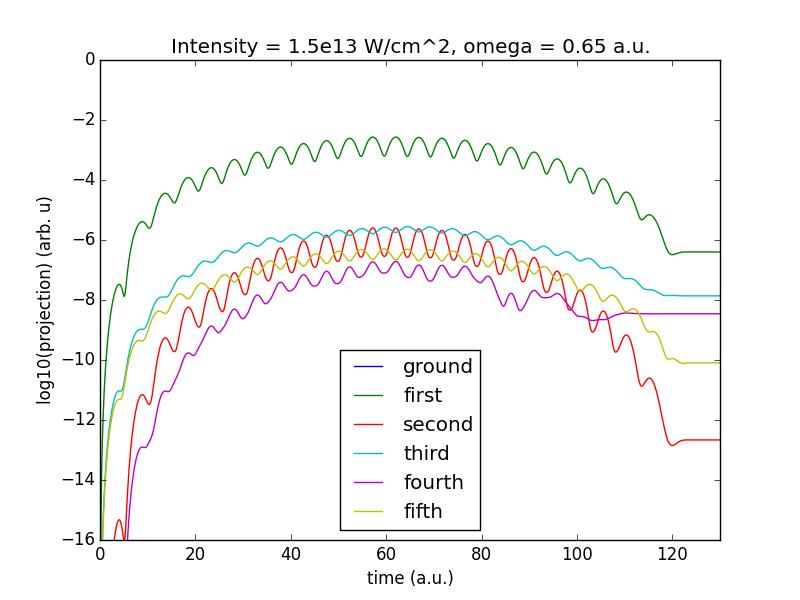 Intensity = 1.5e13 W/cm^2, omega = 0.65 a.u.
log10(projection) (arb. u)
0
−2
−4
−6
−8
−10
−12
−14
−16
ground
first
second
third
fourth
fifth
0 20 40 60 80 100 120
time (a.u.)